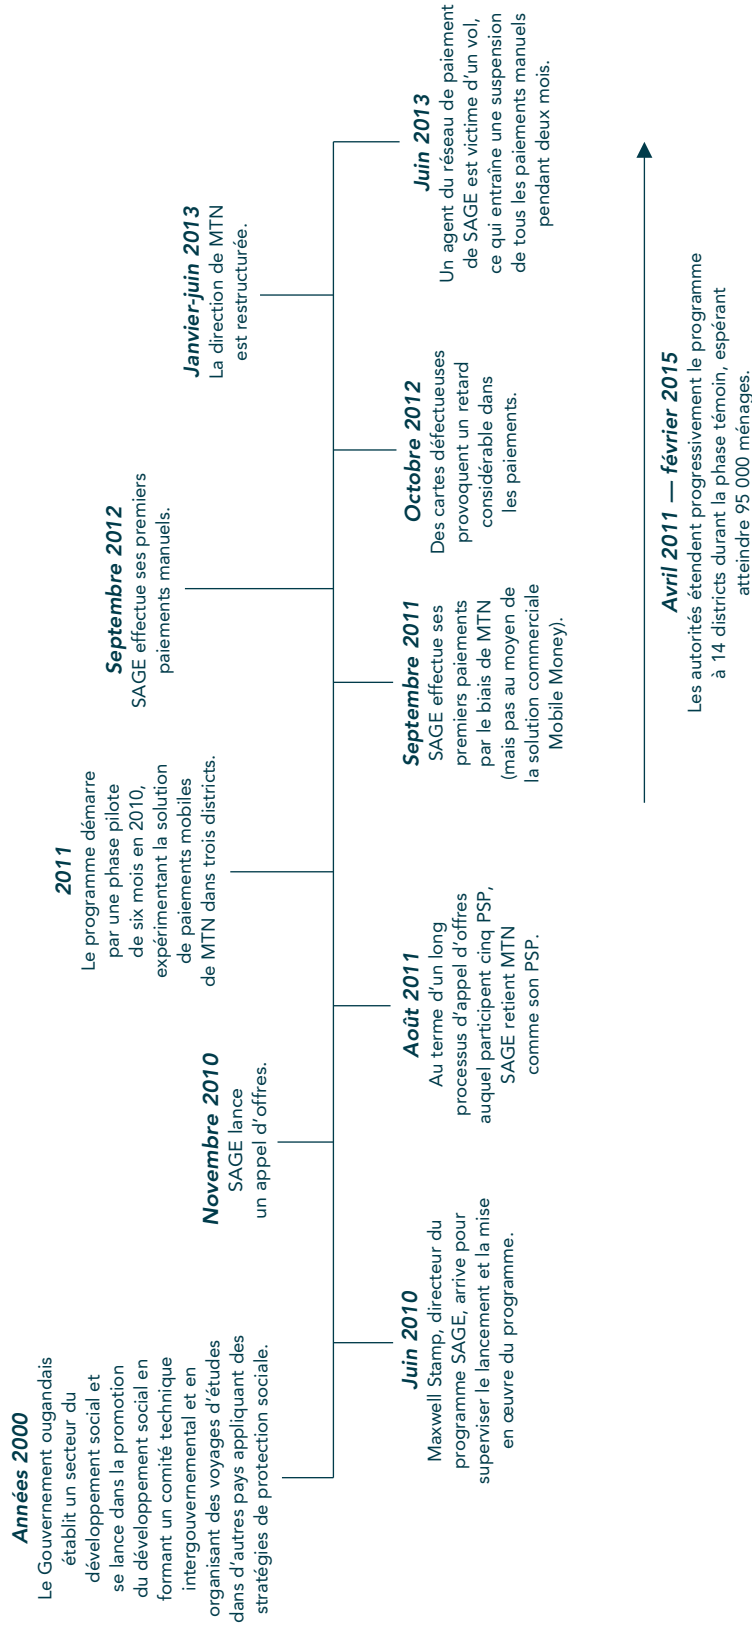 Années 2000
Le Gouvernement ougandais
établit un secteur du
développement social et
se lance dans la promotion
du développement social en
formant un comité technique
intergouvernemental et en
organisant des voyages d'études
dans d'autres pays appliquant des
stratégies de protection sociale.
Juin 2010
Maxwell Stamp, directeur du
programme SAGE, arrive pour
superviser le lancement et la mise
en œuvre du programme.
Novembre 2010
SAGE lance
un appel d'offres.
Août 2011
Au terme d'un long
processus d'appel d'offres
auquel participent cinq PSP,
SAGE retient MTN
comme son PSP.
2011
Le programme démarre
par une phase pilote
de six mois en 2010,
expérimentant la solution
de paiements mobiles
de MTN dans trois districts.
Septembre 2011
SAGE effectue ses
premiers paiements
par le biais de MTN
(mais pas au moyen de
la solution commerciale
Mobile Money).
Septembre 2012
SAGE effectue ses premiers
paiements manuels.
Octobre 2012
Des cartes défectueuses
provoquent un retard
considérable dans
les paiements.
Janvier-juin 2013
La direction de MTN
est restructurée.
Juin 2013
Un agent du réseau de paiement
de SAGE est victime d'un vol,
ce qui entraîne une suspension
de tous les paiements manuels
pendant deux mois.
Avril 2011 — février 2015
Les autorités étendent progressivement le programme
à 14 districts durant la phase témoin, espérant
atteindre 95 000 ménages.